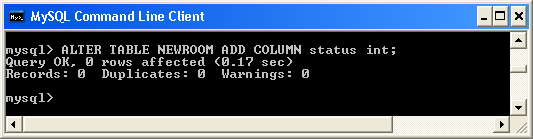 MySQL Command Line Client
mysql> ALTER TABLE NEWROOM ADD COLUMN status int;
Query OK, 0 rows affected (0.17 sec)
Records: 0  Duplicates: 0  Warnings: 0
mysql>